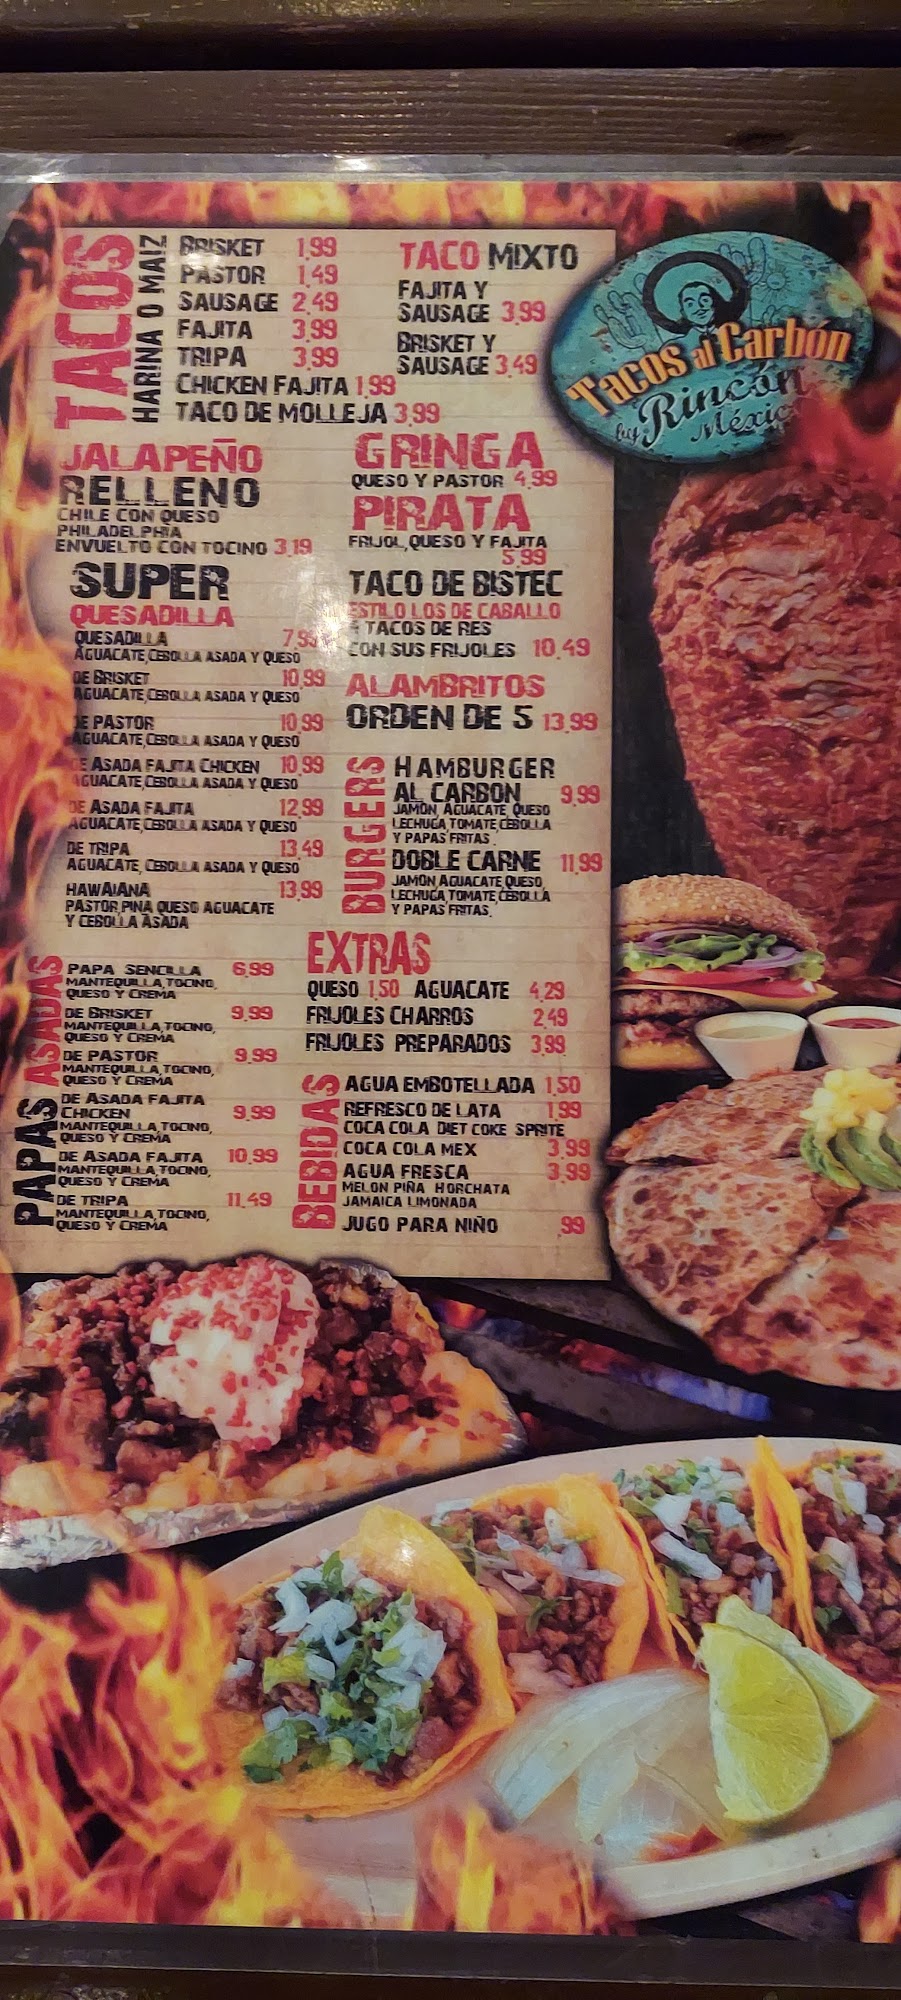 TACOS
HARINA O MAIZ
BRISKET 1,99
PASTOR 1,49
SAUSAGE 2,49
FAJITA 3,99
TRIPA 3,99
CHICKEN FAJITA 1,99
TACO DE MOLLEJA 3,99
TACO MIXTO
FAJITA Y
SAUSAGE 3,99
BRISKET Y
SAUSAGE 3,49
Tacos al Carbón
by Rincón
México
JALAPEÑO
RELLENO
CHILE CON QUESO
PHILADELPHIA
ENVUELTO CON TOCINO 3,19
GRINGA
QUESO Y PASTOR 4,99
PIRATA
FRIJOL, QUESO Y FAJITA
5,99
SUPER
QUESADILLA
QUESADILLA 7,99
AGUACATE, CEBOLLA ASADA Y QUESO
DE BRISKET 10,99
AGUACATE, CEBOLLA ASADA Y QUESO
DE PASTOR 10,99
AGUACATE, CEBOLLA ASADA Y QUESO
DE ASADA FAJITA CHICKEN 10,99
AGUACATE, CEBOLLA ASADA Y QUESO
DE ASADA FAJITA 12,99
AGUACATE, CEBOLLA ASADA Y QUESO
DE TRIPA 13,49
AGUACATE, CEBOLLA ASADA Y QUESO
HAWAIANA 13,99
PASTOR, PINA QUESO AGUACATE
Y CEBOLLA ASADA
TACO DE BISTEC
ESTILO LOS DE CABALLO
TACOS DE RES
CON SUS FRIJOLES 10,49
ALAMBRITOS
ORDEN DE 5 13,99
BURGERS
HAMBURGER
AL CARBON 9,99
JAMON, AGUACATE, QUESO
LECHUGA, TOMATE, CEBOLLA
Y PAPAS FRITAS.
DOBLE CARNE 11,99
JAMON, AGUACATE, QUESO,
LECHUGA, TOMATE, CEBOLLA
Y PAPAS FRITAS.
PAPAS ASADAS
PAPA SENCILLA 6,99
MANTEQUILLA, TOCINO,
QUESO Y CREMA
DE BRISKET 9,99
MANTEQUILLA, TOCINO,
QUESO Y CREMA
DE PASTOR 9,99
MANTEQUILLA, TOCINO,
QUESO Y CREMA
DE ASADA FAJITA
CHICKEN 9,99
MANTEQUILLA, TOCINO,
QUESO Y CREMA
DE ASADA FAJITA 10,99
MANTEQUILLA, TOCINO,
QUESO Y CREMA
DE TRIPA 11,49
MANTEQUILLA, TOCINO,
QUESO Y CREMA
EXTRAS
QUESO 1,50 AGUACATE 4,29
FRIJOLES CHARROS 2,49
FRIJOLES PREPARADOS 3,99
BEBIDAS
AGUA EMBOTELLADA 1,50
REFRESCO DE LATA 1,99
COCA COLA DIET COKE SPRITE
COCA COLA MEX 3,99
AGUA FRESCA 3,99
MELON PIÑA HORCHATA
JAMAICA LIMONADA
JUGO PARA NIÑO ,99